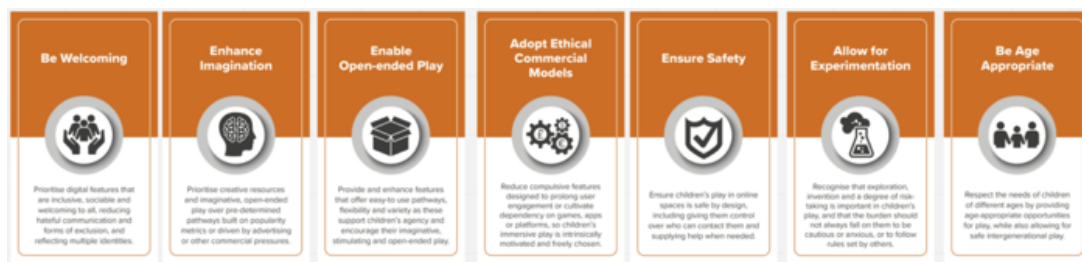 Be Welcoming
Prioritise digital features that
are inclusive, sociable and
welcoming to all, reducing
hateful communication and
forms of exclusion, and
reflecting multiple identities.
Enhance
Imagination
Prioritise creative resources
and imaginative, open-ended
play over pre-determined
pathways built on popularity
metrics or driven by advertising
or other commercial pressures.
Enable
Open-ended Play
Provide and enhance features
that offer easy-to-use pathways,
flexibility and variety as these
support children's agency and
encourage their imaginative,
stimulating and open-ended play.
Adopt Ethical
Commercial
Models
Reduce compulsive features
designed to prolong user
engagement or cultivate
dependency on games, apps
or platforms, so children's
immersive play is intrinsically
motivated and freely chosen.
Ensure Safety
Ensure children's play in online
spaces is safe by design,
including giving them control
over who can contact them and
supplying help when needed.
Allow for
Experimentation
Recognise that exploration,
invention and a degree of risk-
taking is important in children's
play, and that the burden should
not always fall on them to be
cautious or anxious, or to follow
rules set by others.
Be Age
Appropriate
Respect the needs of children
of different ages by providing
age-appropriate opportunities
for play, while also allowing for
safe intergenerational play.